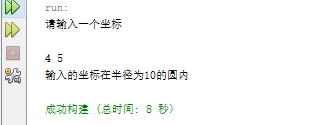 run:
请输入一个坐标
4 5
输入的坐标在半径为10的圆内
成功构建 (总时间: 8 秒)